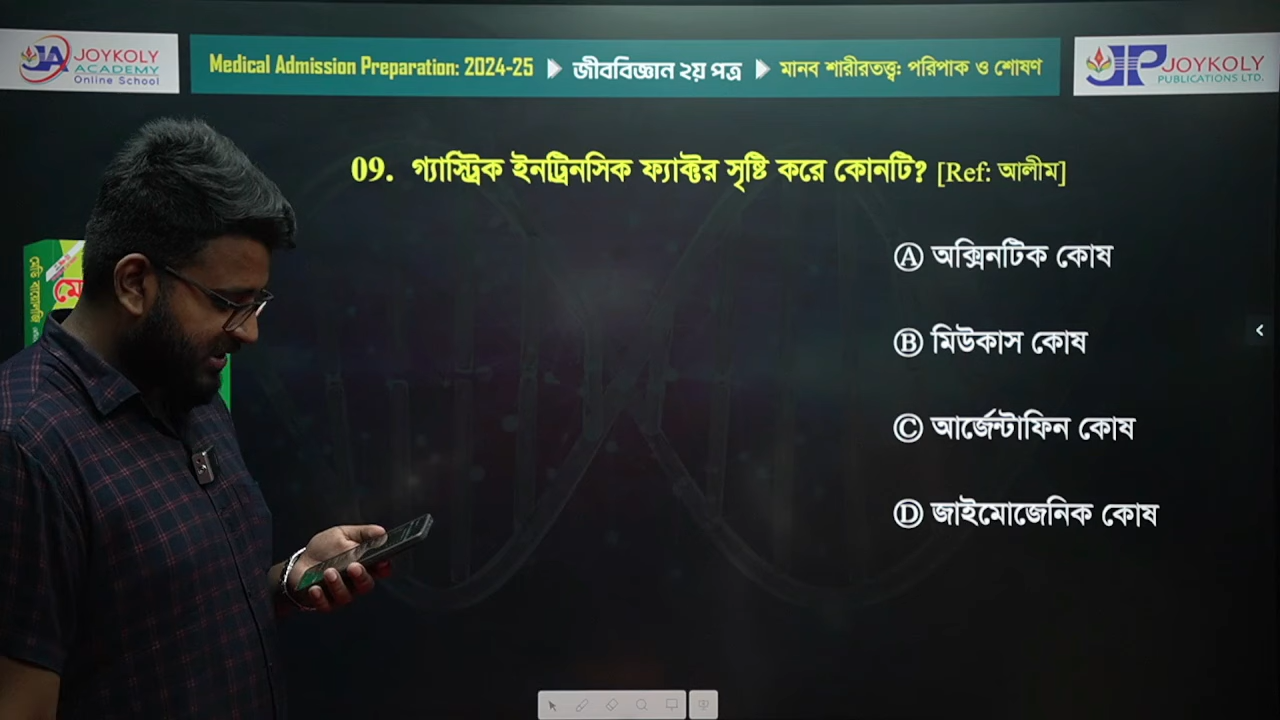 JOYKOLY
ACADEMY
Online School
Medical Admission Preparation: 2024-25 জীববিজ্ঞান ২য় পত্র মানব শারীরতত্ত্ব: পরিপাক ও শোষণ
JOYKOLY
PUBLICATIONS LTD.
09. গ্যাস্ট্রিক ইনট্রিনসিক ফ্যাক্টর সৃষ্টি করে কোনটি? [Ref: আলীম]
Ⓐ অক্সিনটিক কোষ
Ⓑ মিউকাস কোষ
Ⓒ আর্জেন্টাফিন কোষ
Ⓓ জাইমোজেনিক কোষ